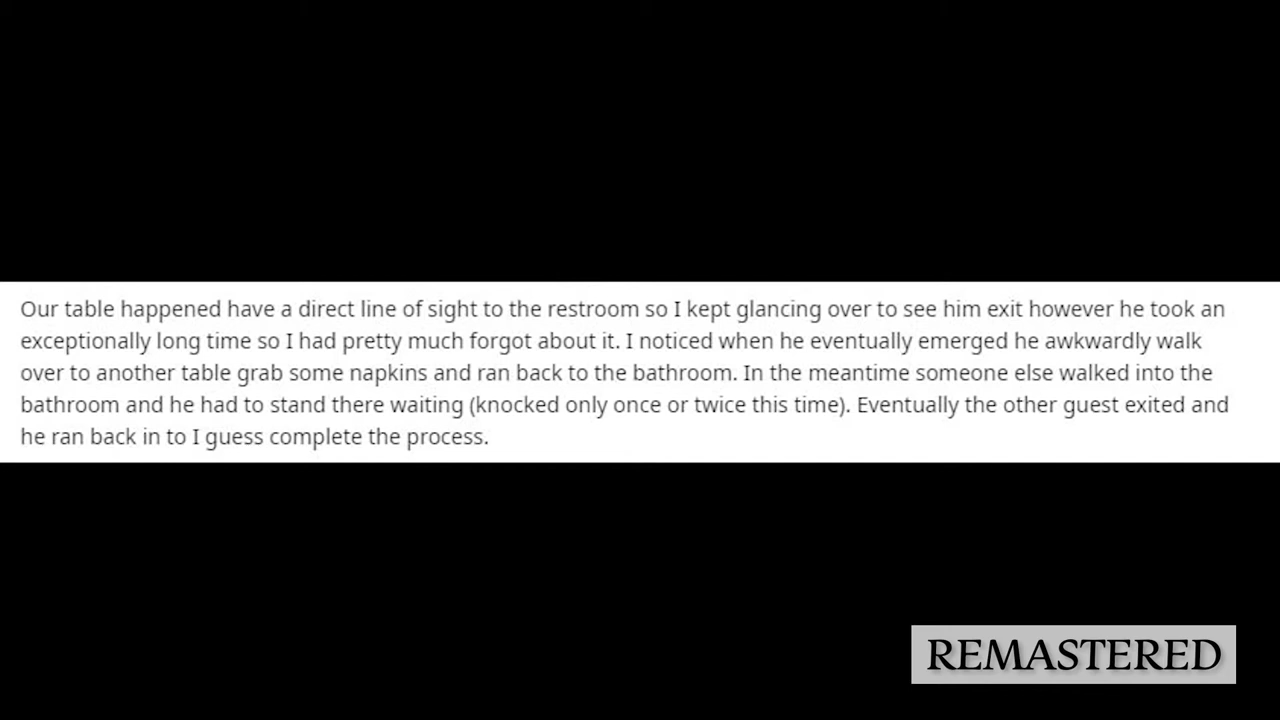 Our table happened have a direct line of sight to the restroom so I kept glancing over to see him exit however he took an
exceptionally long time so I had pretty much forgot about it. I noticed when he eventually emerged he awkwardly walk
over to another table grab some napkins and ran back to the bathroom. In the meantime someone else walked into the
bathroom and he had to stand there waiting (knocked only once or twice this time). Eventually the other guest exited and
he ran back in to I guess complete the process.
REMASTERED